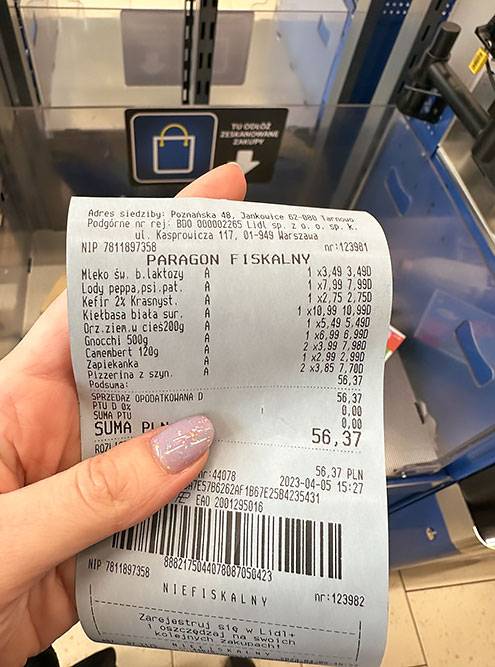 TU ODŁÓŻ
ZESKANOWANE
ZAKUPY
Adres siedziby: Poznańska 48, Jankowice 62-080 Tarnowo
Podgórne nr rej: BDO 000002265 Lidl sp. z o. o. sp. k.
ul. Kasprowicza 117, 01-949 Warszawa
NIP 7811897358 nr:123981
PARAGON FISKALNY
Mleko św. b.laktozy A 1 x3,49 3,49D
Lody peppa,psi.pat. A 1 x7,99 7,99D
Kefir 2% Krasnyst. A 1 x2,75 2,75D
Kiełbasa biała sur. A 1 x10,99 10,99D
Orz.ziem.w cieś200g A 1 x5,49 5,49D
Gnocchi 500g A 1 x6,99 6,99D
Camembert 120g A 2 x3,99 7,98D
Zapiekanka A 1 x2,99 2,99D
Pizzerina z szyn. A 2 x3,85 7,70D
Podsuma: 56,37
SPRZEDAŻ OPODATKOWANA D 56,37
PTU D 0% 0,00
SUMA PTU 0,00
SUMA PLN 56,37
56,37 PLN
nr:44078 2023-04-05 15:27
EAO 2001295016
NIP 7811897358 nr:123982
NIEFISKALNY
Zarejestruj się w Lidl+
i oszczędzaj na swoich
kolejnych zakupach!